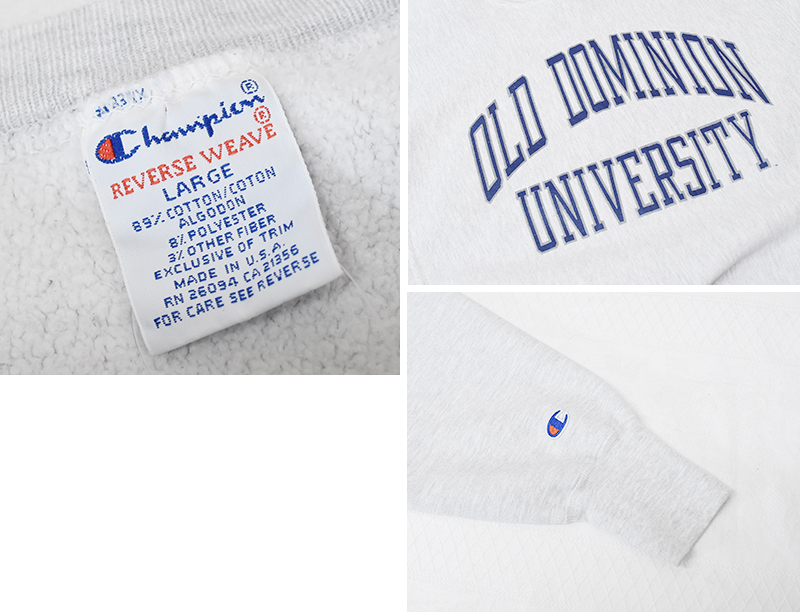 Champion®
REVERSE WEAVE®
LARGE
89% COTTON/COTON
ALGODON
8% POLYESTER
3% OTHER FIBER
EXCLUSIVE OF TRIM
MADE IN U.S.A.
RN 26094 CA 21356
FOR CARE SEE REVERSE
OLD DOMINION
UNIVERSITY